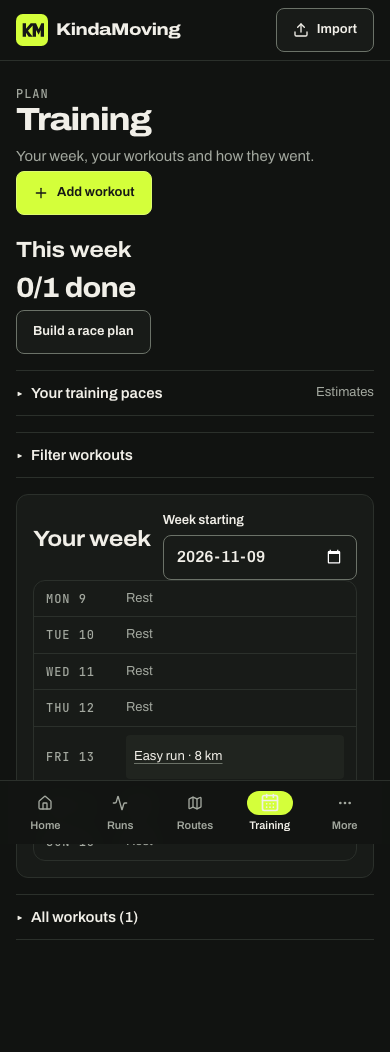 KM KindaMoving
Import
PLAN
Training
Your week, your workouts and how they went.
+ Add workout
This week
0/1 done
Build a race plan
▸ Your training paces Estimates
▸ Filter workouts
Week starting
Your week
2026-11-09
MON 9 Rest
TUE 10 Rest
WED 11 Rest
THU 12 Rest
FRI 13 Easy run · 8 km
Home Runs Routes Training More
▸ All workouts (1)